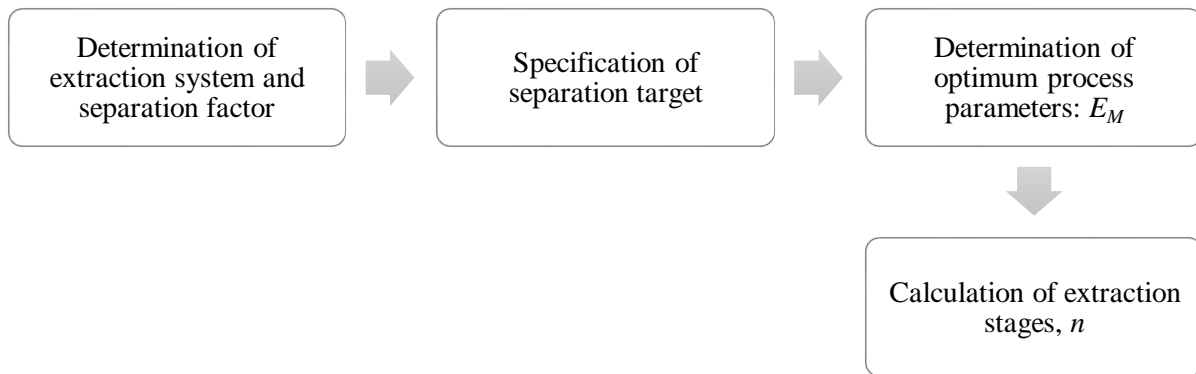 Determination of
extraction system and
separation factor
Specification of
separation target
Determination of
optimum process
parameters: E_M
Calculation of extraction
stages, n